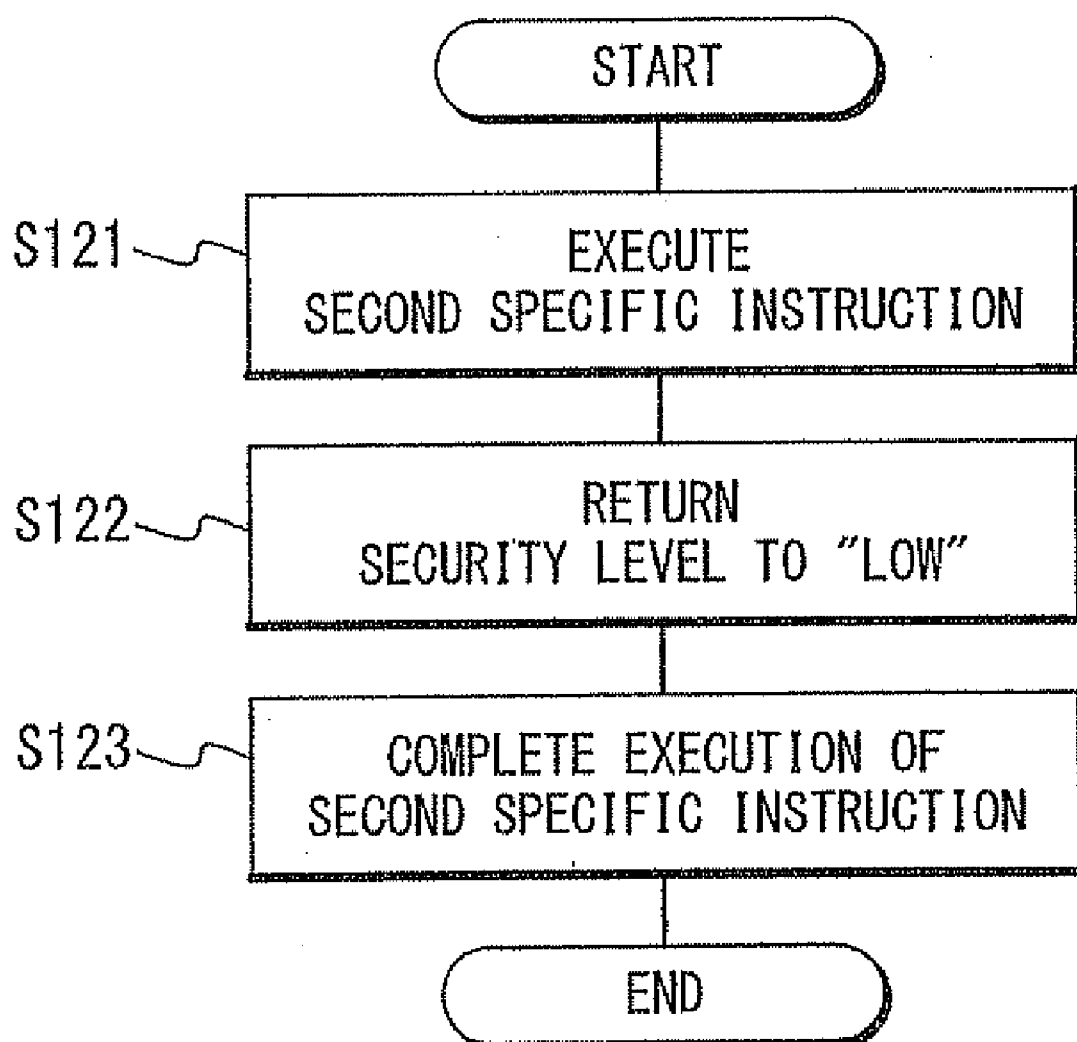 START
S121
EXECUTE
SECOND SPECIFIC INSTRUCTION
S122
RETURN
SECURITY LEVEL TO "LOW"
S123
COMPLETE EXECUTION OF
SECOND SPECIFIC INSTRUCTION
END